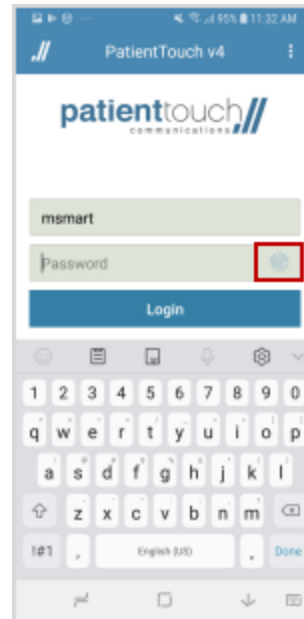 95% 11:32 AM
PatientTouch v4
patienttouch
communications
msmart
Password
Login
1 2 3 4 5 6 7 8 9 0
q w e r t y u i o p
a s d f g h j k l
z x c v b n m
!#1 , English (US) . Done